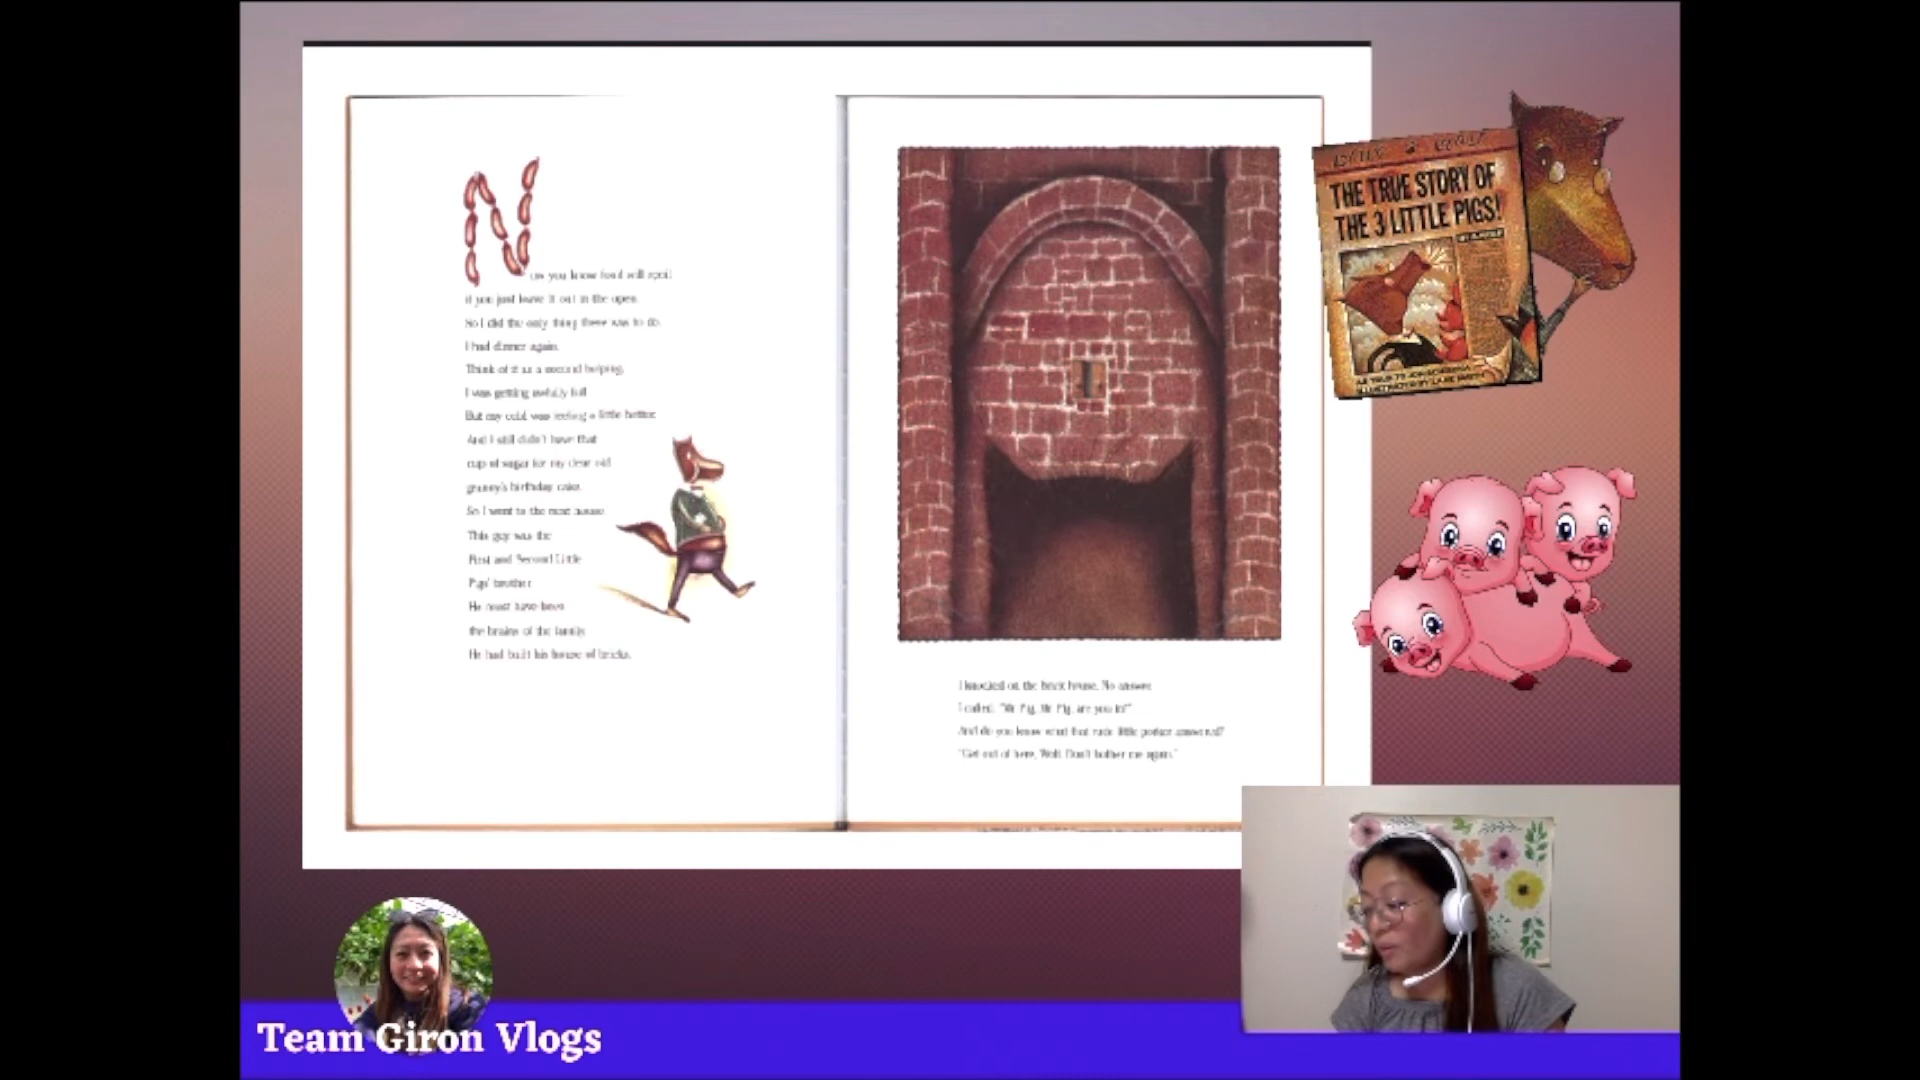 Now you know food will spoil
if you just leave it out in the open.
So I did the only thing there was to do.
I had dinner again.
Think of it as a second helping.
I was getting awfully full.
But my cold was feeling a little better.
And I still didn't have that
cup of sugar for my dear old
granny's birthday cake.
So I went to the next house.
This guy was the
First and Second Little
Pigs' brother.
He must have been
the brains of the family.
He had built his house of bricks.
I knocked on the brick house. No answer.
I called, "Mr. Pig, Mr. Pig, are you in?"
And do you know what that rude little porker answered?
"Get out of here, Wolf. Don't bother me again."
THE TRUE STORY OF
THE 3 LITTLE PIGS!
Team Giron Vlogs